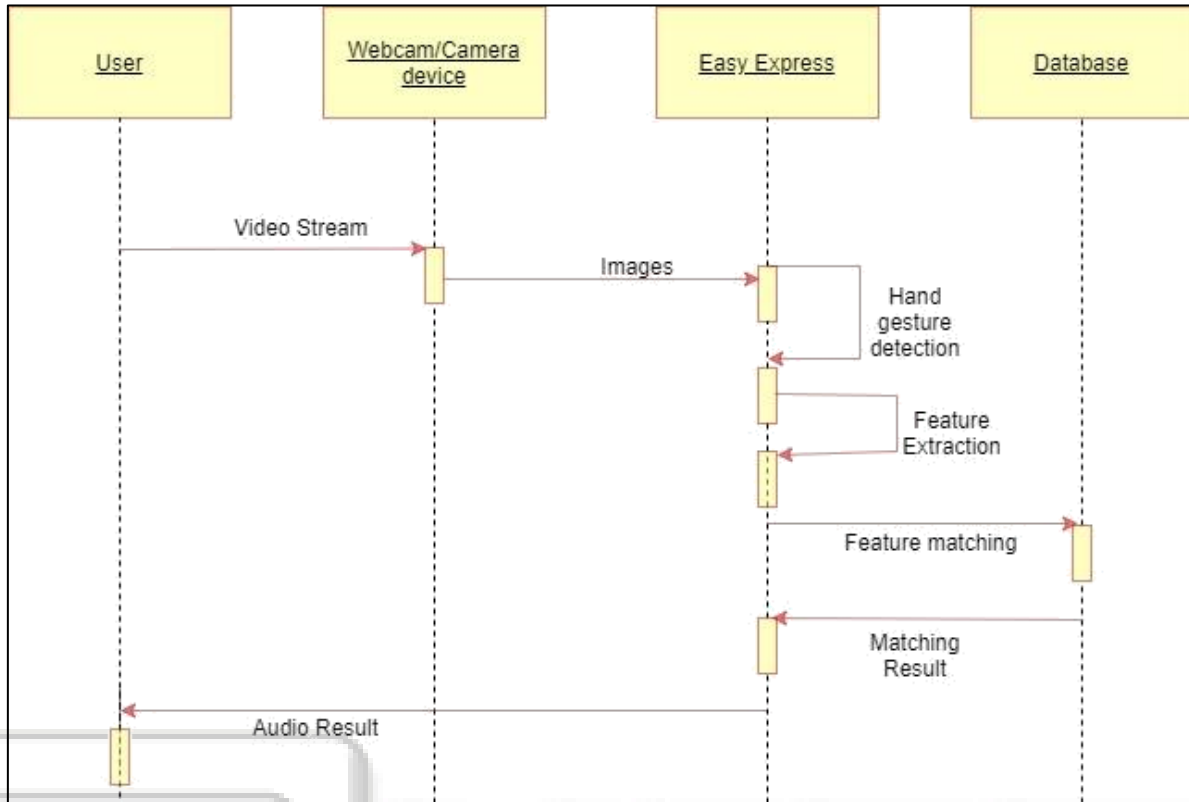 User
Webcam/Camera
device
Easy Express
Database
Video Stream
Images
Hand
gesture
detection
Feature
Extraction
Feature matching
Matching
Result
Audio Result